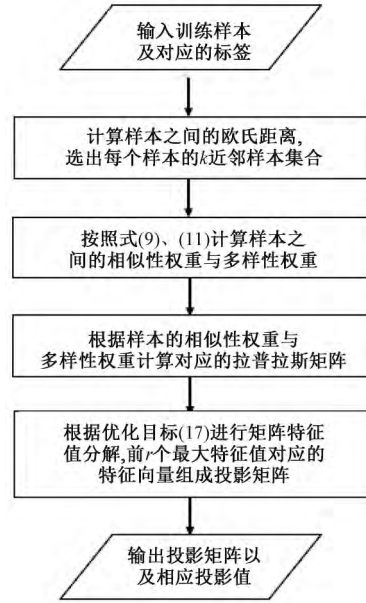 输入训练样本
及对应的标签
计算样本之间的欧氏距离,
选出每个样本的k近邻样本集合
按照式(9)、(11)计算样本之
间的相似性权重与多样性权重
根据样本的相似性权重与
多样性权重计算对应的拉普拉斯矩阵
根据优化目标(17)进行矩阵特征
值分解,前r个最大特征值对应的
特征向量组成投影矩阵
输出投影矩阵以
及相应投影值